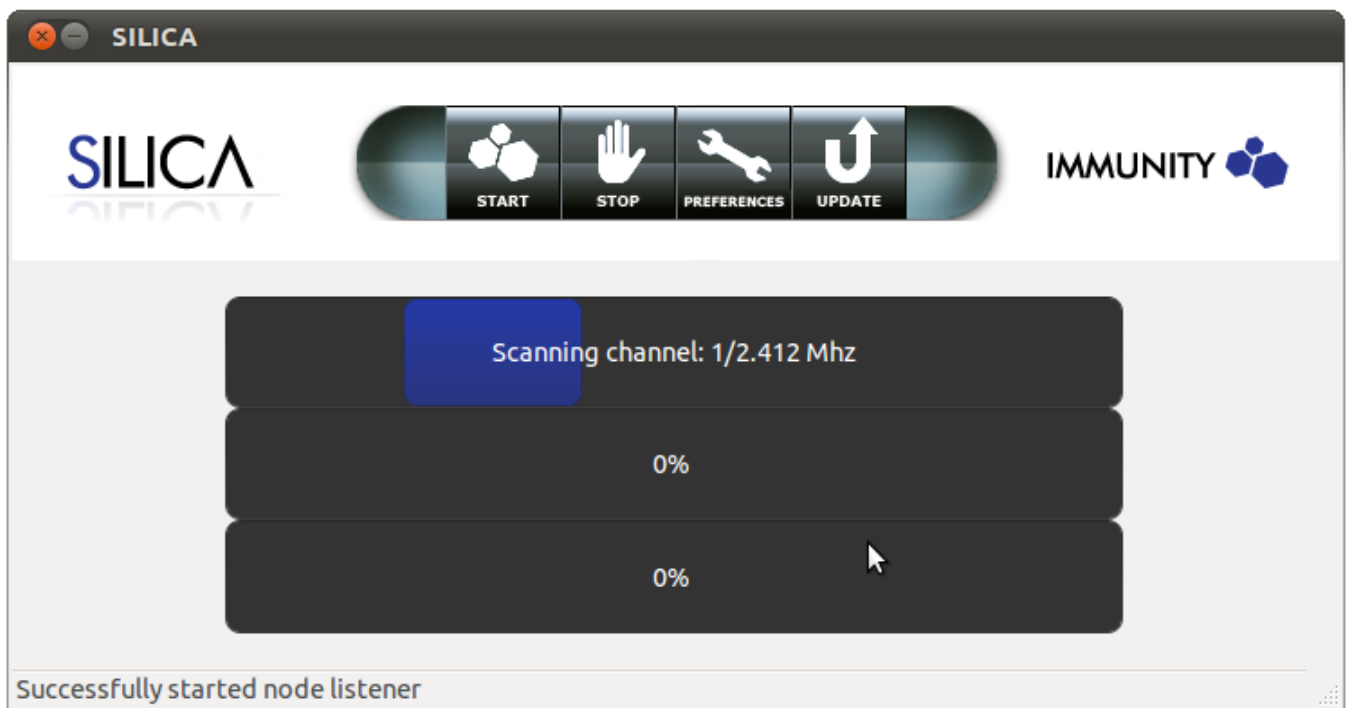 SILICA
SILICA
START STOP PREFERENCES UPDATE
IMMUNITY
Scanning channel: 1/2.412 Mhz
0%
0%
Successfully started node listener